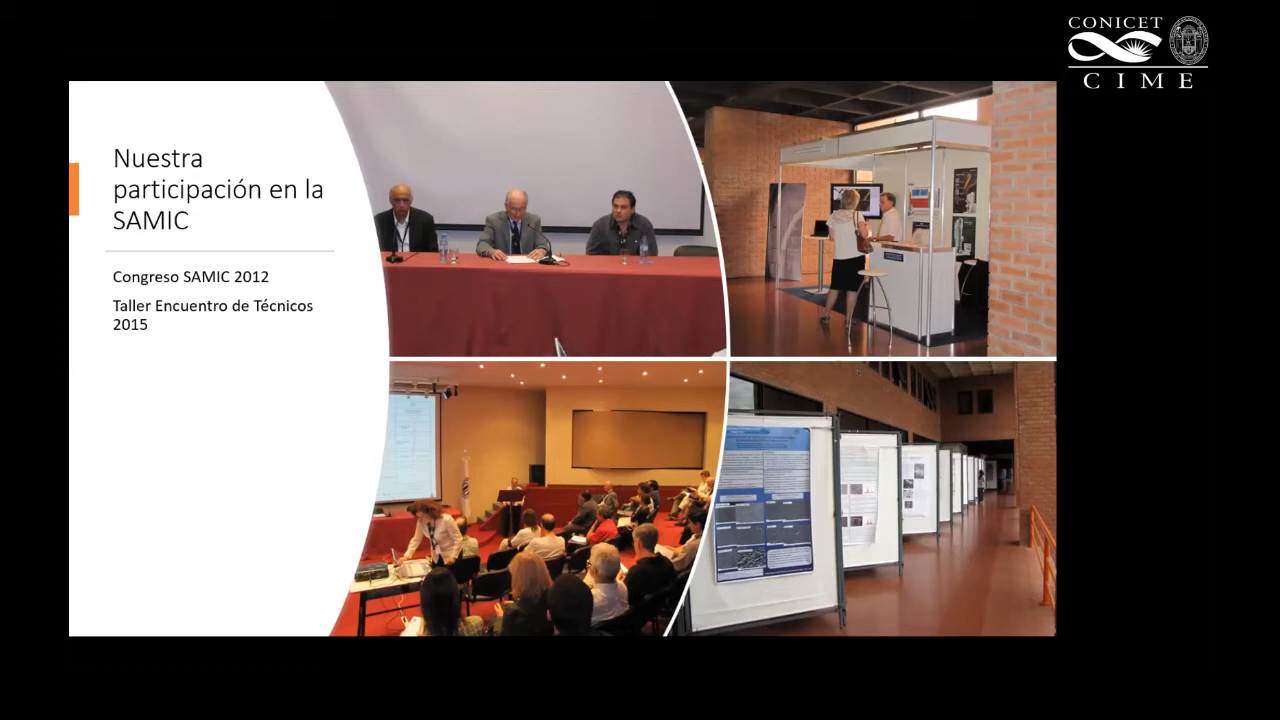 CONICET
CIME
Nuestra
participación en la
SAMIC
Congreso SAMIC 2012
Taller Encuentro de Técnicos
2015